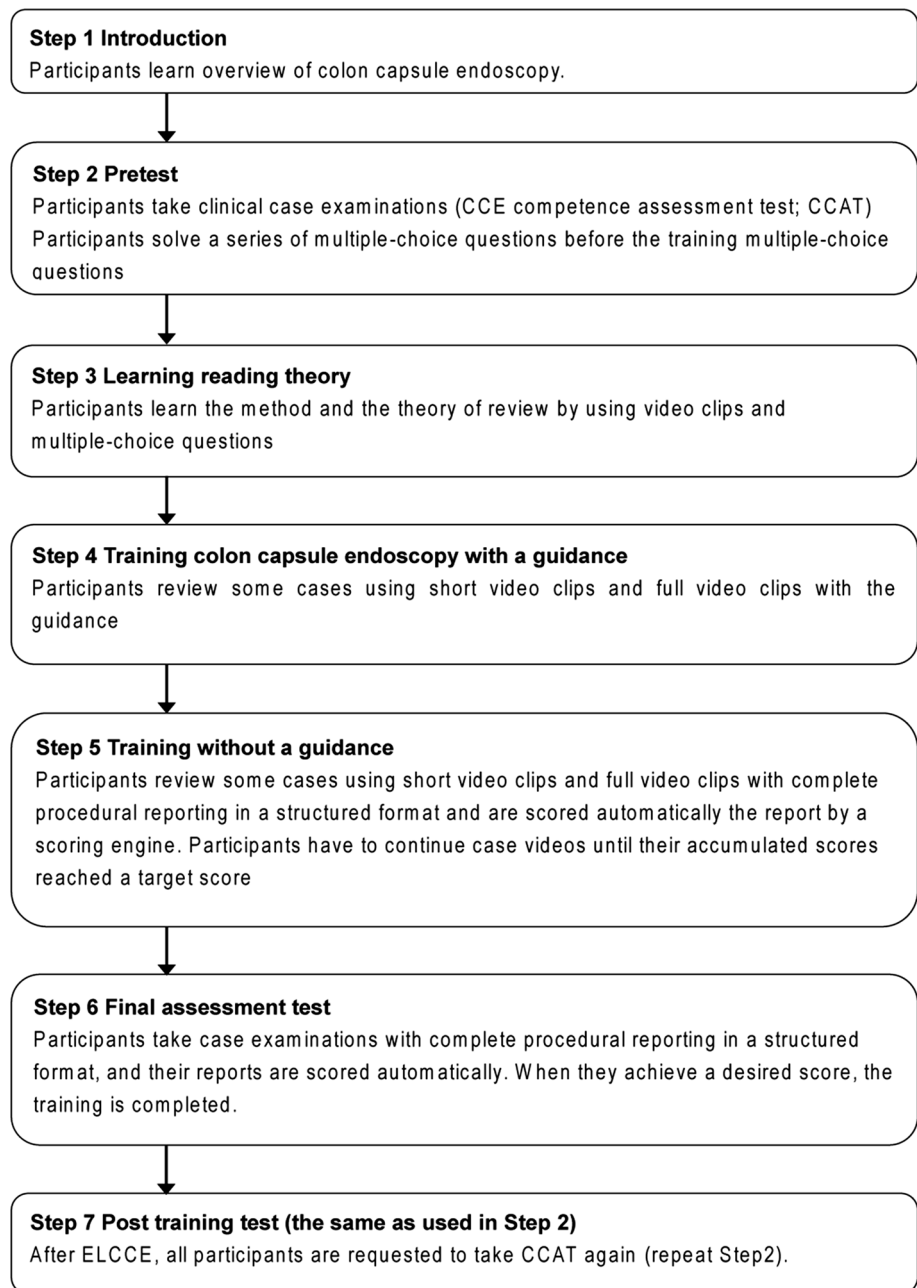 Step 1 Introduction
Participants learn overview of colon capsule endoscopy.
Step 2 Pretest
Participants take clinical case examinations (CCE competence assessment test; CCAT)
Participants solve a series of multiple-choice questions before the training multiple-choice
questions
Step 3 Learning reading theory
Participants learn the method and the theory of review by using video clips and
multiple-choice questions
Step 4 Training colon capsule endoscopy with a guidance
Participants review some cases using short video clips and full video clips with the
guidance
Step 5 Training without a guidance
Participants review some cases using short video clips and full video clips with complete
procedural reporting in a structured format and are scored automatically the report by a
scoring engine. Participants have to continue case videos until their accumulated scores
reached a target score
Step 6 Final assessment test
Participants take case examinations with complete procedural reporting in a structured
format, and their reports are scored automatically. When they achieve a desired score, the
training is completed.
Step 7 Post training test (the same as used in Step 2)
After ELCCE, all participants are requested to take CCAT again (repeat Step2).